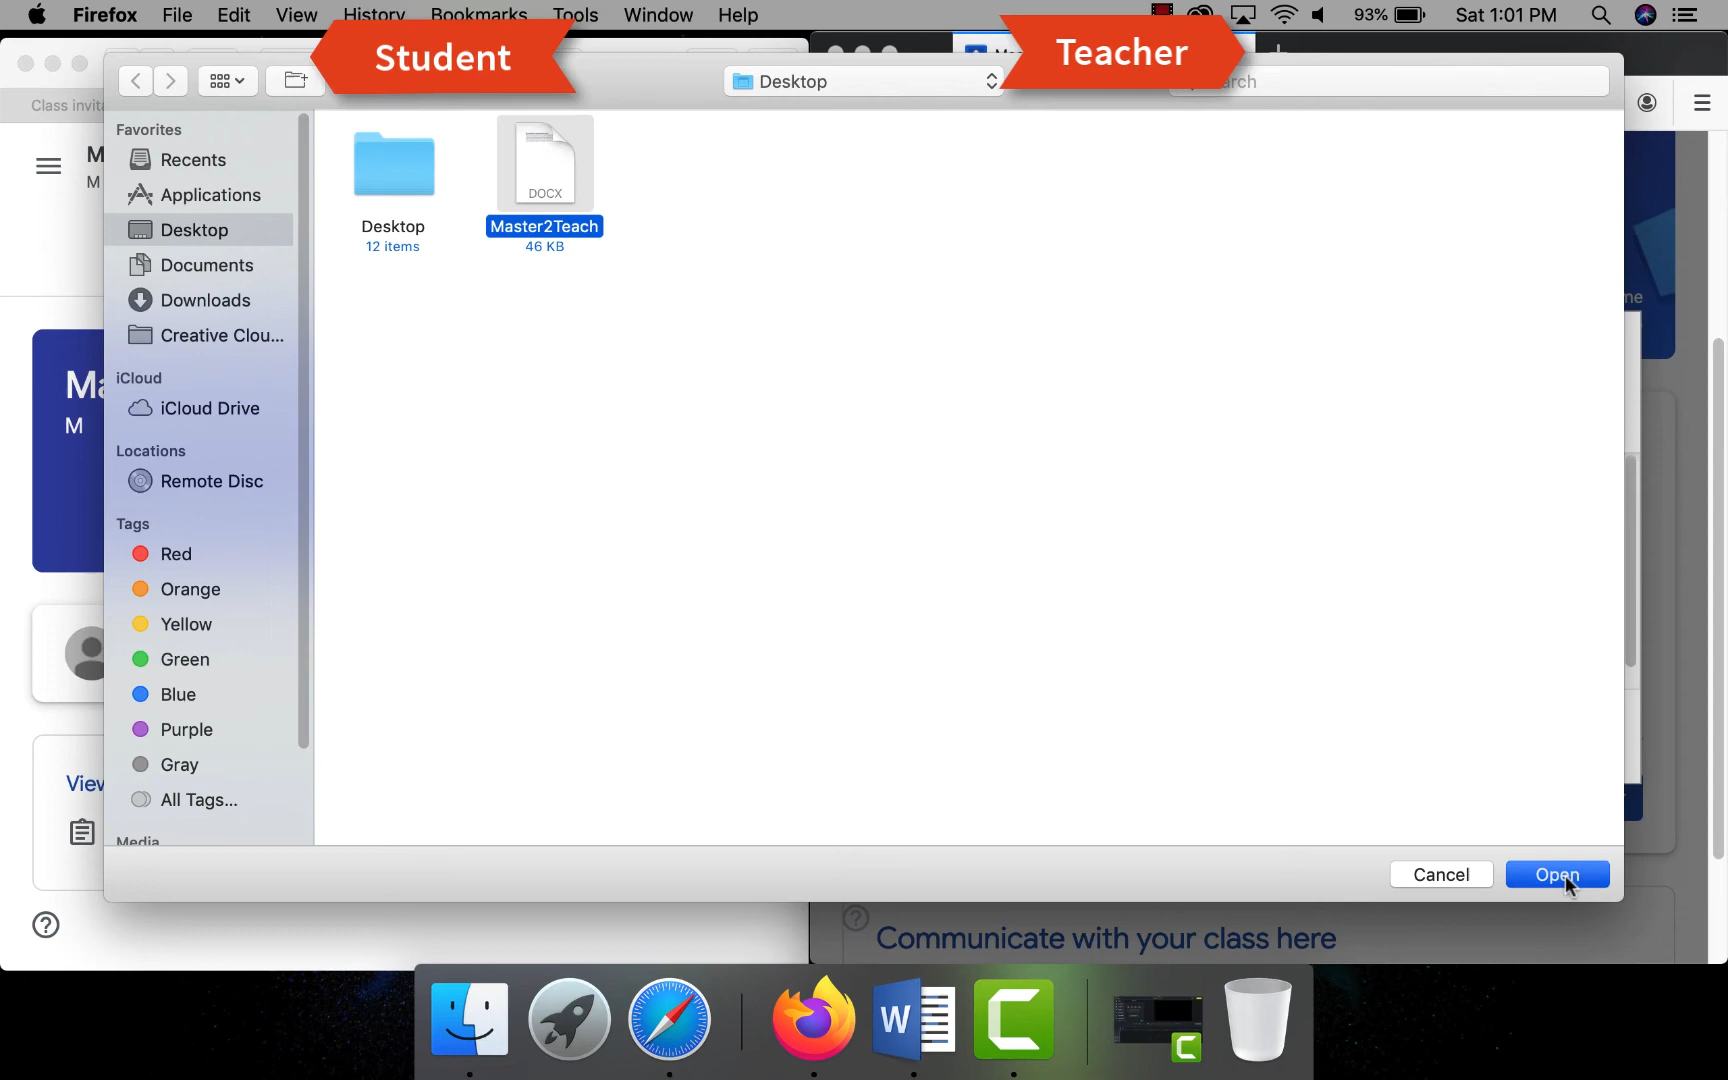 Firefox File Edit View History Bookmarks Tools Window Help 93% Sat 1:01 PM
Student
Teacher
Desktop
Class invita
Favorites
Recents
Applications
Desktop
Documents
Downloads
Creative Clou...
iCloud
iCloud Drive
Locations
Remote Disc
Tags
Red
Orange
Yellow
Green
Blue
Purple
Gray
All Tags...
Media
DOCX
Desktop
12 items
Master2Teach
46 KB
M
M
Ma
M
View
Cancel
Open
Communicate with your class here
W